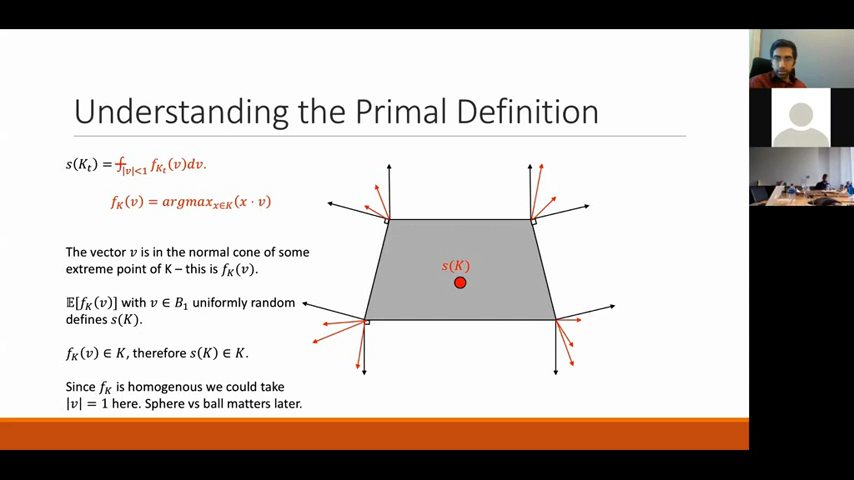 Understanding the Primal Definition
s(K_t) = ⨍_{|v|<1} f_{K_t}(v)dv.
f_K(v) = argmax_{x∈K}(x · v)
The vector v is in the normal cone of some
extreme point of K – this is f_K(v).
𝔼[f_K(v)] with v ∈ B_1 uniformly random
defines s(K).
f_K(v) ∈ K, therefore s(K) ∈ K.
Since f_K is homogenous we could take
|v| = 1 here. Sphere vs ball matters later.
s(K)